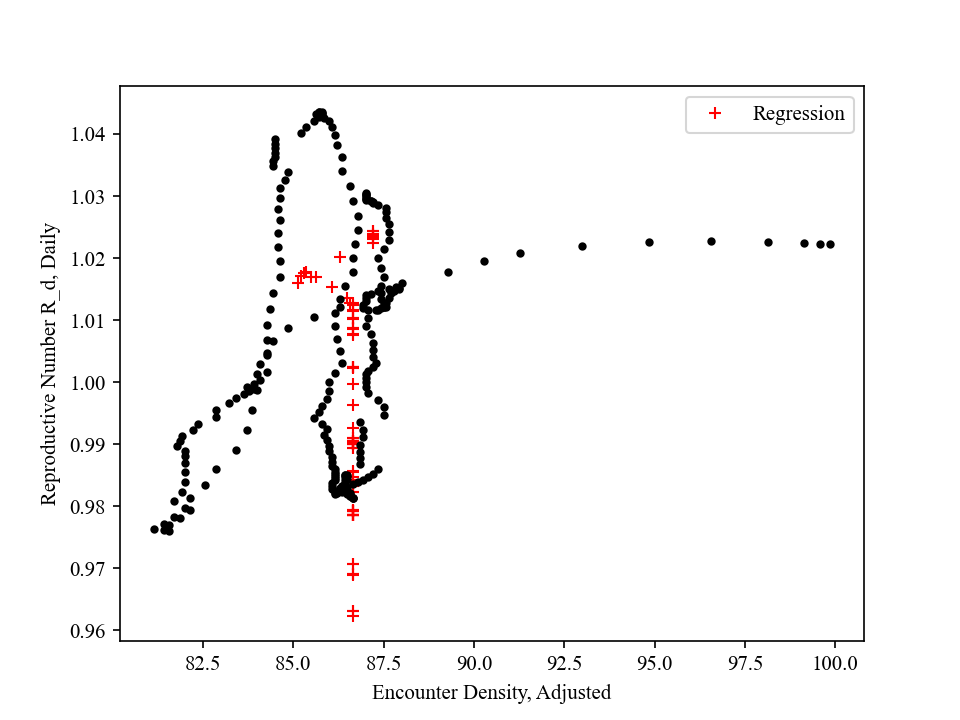 Regression
Reproductive Number R_d, Daily
1.04
1.03
1.02
1.01
1.00
0.99
0.98
0.97
0.96
82.5 85.0 87.5 90.0 92.5 95.0 97.5 100.0
Encounter Density, Adjusted